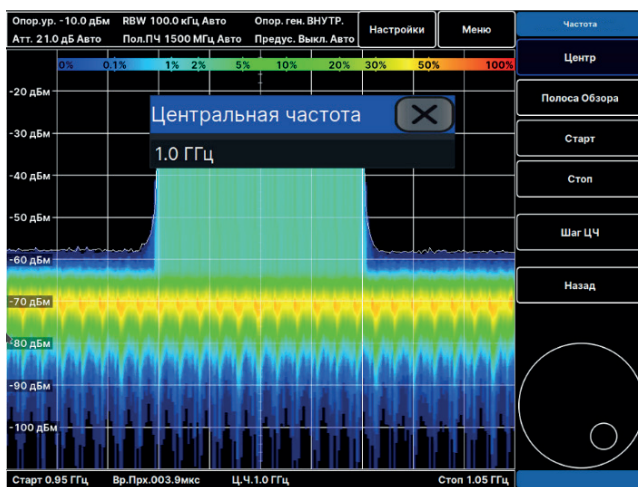 Опор.ур. -10.0 дБм RBW 100.0 кГц Авто Опор. ген. ВНУТР.
Атт. 21.0 дБ Авто Пол.ПЧ 1500 МГц Авто Предус. Выкл. Авто
Настройки
Меню
Частота
0% 0.1% 1% 2% 5% 10% 20% 30% 50% 100%
Центр
-20 дБм
Полоса Обзора
Центральная частота
-30 дБм
Старт
1.0 ГГц
-40 дБм
Стоп
-50 дБм
Шаг ЦЧ
-60 дБм
Назад
-70 дБм
-80 дБм
-90 дБм
-100 дБм
Старт 0.95 ГГц Вр.Прх.003.9мкс Ц.Ч.1.0 ГГц Стоп 1.05 ГГц